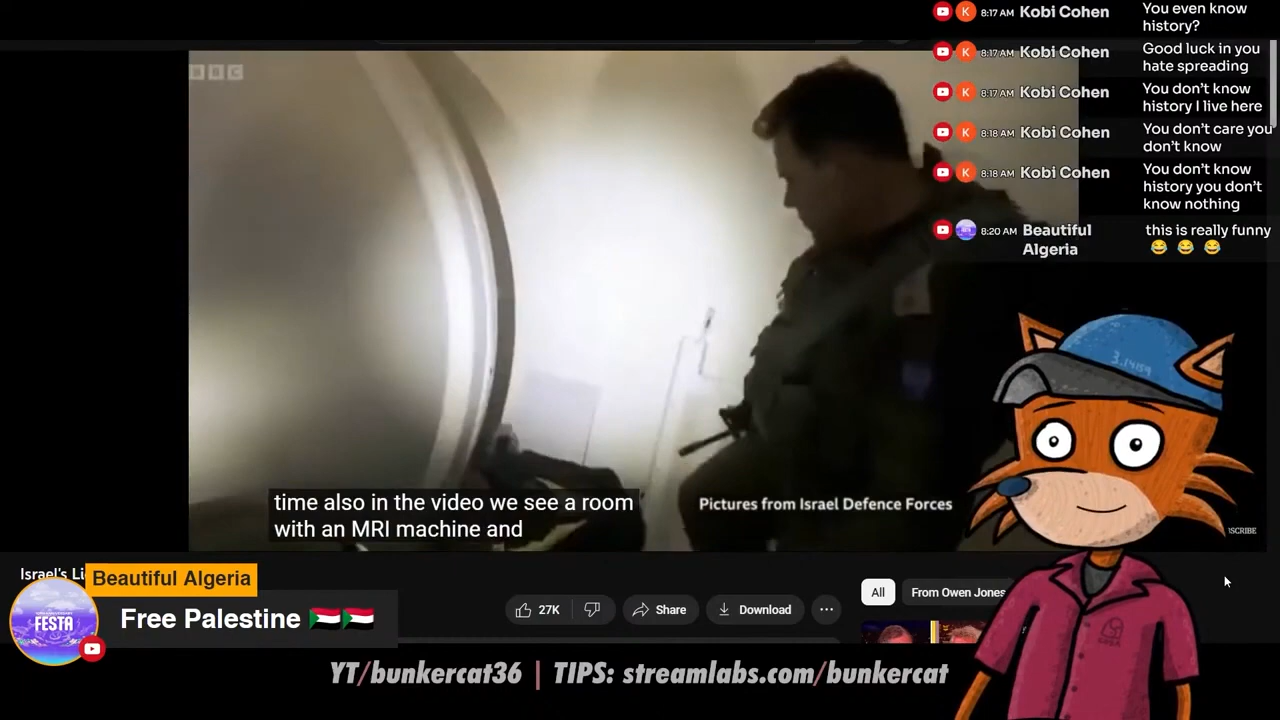 BBC
8:17 AM Kobi Cohen You even know
history?
8:17 AM Kobi Cohen Good luck in you
hate spreading
8:17 AM Kobi Cohen You don’t know
history I live here
8:18 AM Kobi Cohen You don’t care you
don’t know
8:18 AM Kobi Cohen You don’t know
history you don’t
know nothing
8:20 AM Beautiful Algeria this is really funny
😂 😂 😂
3.14159
time also in the video we see a room
with an MRI machine and
Pictures from Israel Defence Forces
Israel's
Beautiful Algeria
FESTA
Free Palestine 🇸🇩🇸🇩
27K
Share
Download
All
From Owen Jones
YT/bunkercat36 | TIPS: streamlabs.com/bunkercat